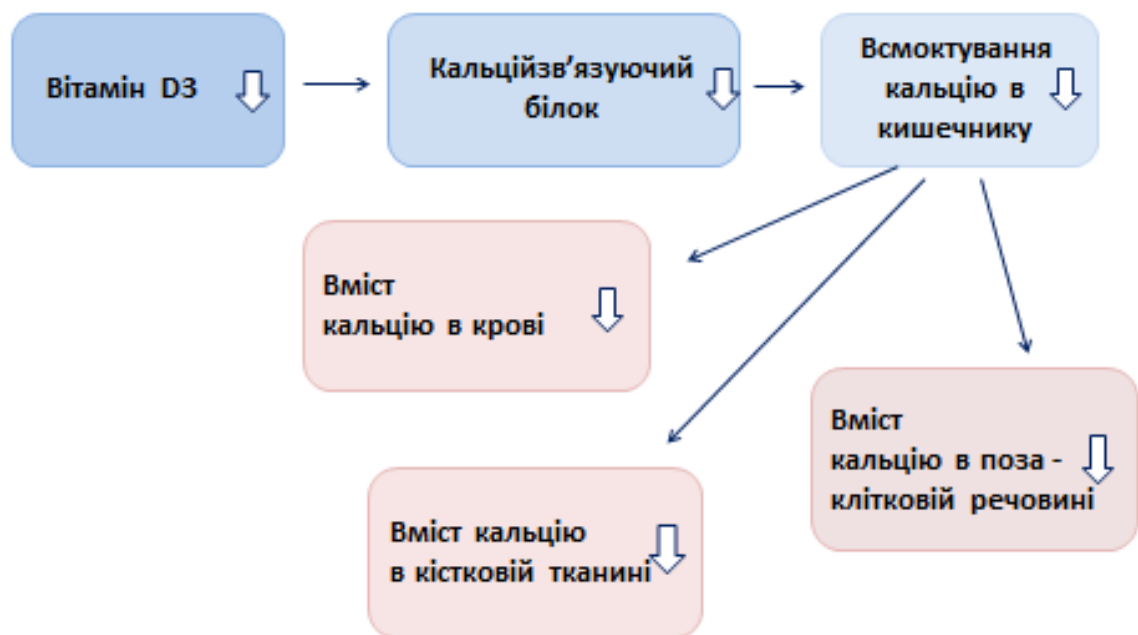 Вітамін D3
Кальційзв'язуючий
білок
Всмоктування
кальцію в
кишечнику
Вміст
кальцію в крові
Вміст
кальцію в поза -
клітковій речовині
Вміст кальцію
в кістковій тканині